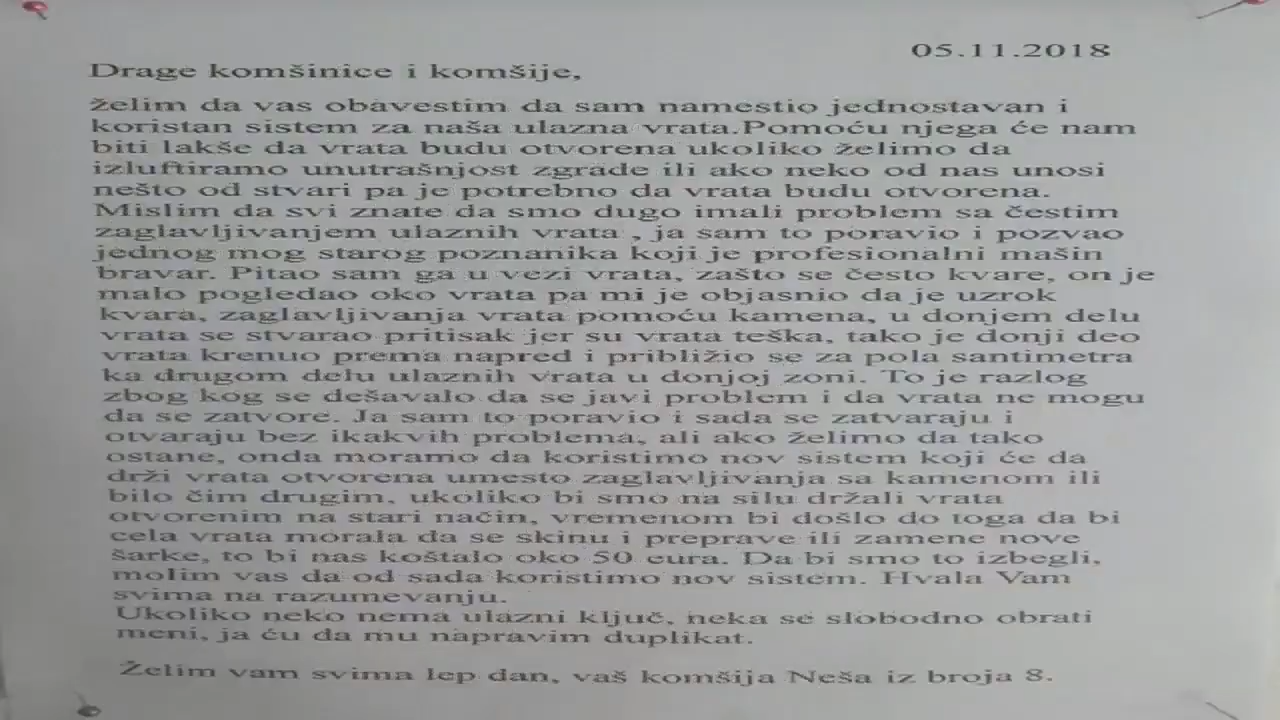 05.11.2018
Drage komšinice i komšije,
želim da vas obavestim da sam namestio jednostavan i
koristan sistem za naša ulazna vrata.Pomoću njega će nam
biti lakše da vrata budu otvorena ukoliko želimo da
izluftiramo unutrašnjost zgrade ili ako neko od nas unosi
nešto od stvari pa je potrebno da vrata budu otvorena.
Mislim da svi znate da smo dugo imali problem sa čestim
zaglavljivanjem ulaznih vrata , ja sam to poravio i pozvao
jednog mog starog poznanika koji je profesionalni mašin
bravar. Pitao sam ga u vezi vrata, zašto se često kvare, on je
malo pogledao oko vrata pa mi je objasnio da je uzrok
kvara, zaglavljivanja vrata pomoću kamena, u donjem delu
vrata se stvarao pritisak jer su vrata teška, tako je donji deo
vrata krenuo prema napred i približio se za pola santimetra
ka drugom delu ulaznih vrata u donjoj zoni. To je razlog
zbog kog se dešavalo da se javi problem i da vrata ne mogu
da se zatvore. Ja sam to poravio i sada se zatvaraju i
otvaraju bez ikakvih problema, ali ako želimo da tako
ostane, onda moramo da koristimo nov sistem koji će da
drži vrata otvorena umesto zaglavljivanja sa kamenom ili
bilo čim drugim, ukoliko bi smo na silu držali vrata
otvorenim na stari način, vremenom bi došlo do toga da bi
cela vrata morala da se skinu i preprave ili zamene nove
šarke, to bi nas koštalo oko 50 eura. Da bi smo to izbegli,
molim vas da od sada koristimo nov sistem. Hvala Vam
svima na razumevanju.
Ukoliko neko nema ulazni ključ, neka se slobodno obrati
meni, ja ću da mu napravim duplikat.
Želim vam svima lep dan, vaš komšija Neša iz broja 8.